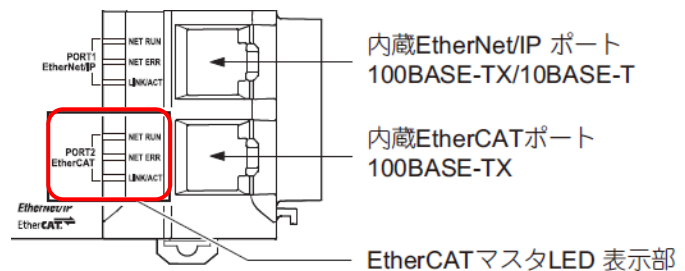 PORT1
EtherNet/IP
NET RUN
NET ERR
LINK/ACT
内蔵EtherNet/IP ポート
100BASE-TX/10BASE-T
PORT2
EtherCAT
NET RUN
NET ERR
LINK/ACT
内蔵EtherCATポート
100BASE-TX
EtherNet/IP
EtherCAT
EtherCATマスタLED 表示部